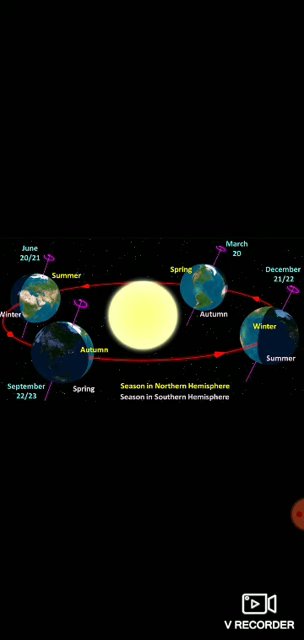 June
20/21
Summer
Winter
March
20
Spring
Autumn
December
21/22
Winter
Summer
Autumn
Spring
September
22/23
Season in Northern Hemisphere
Season in Southern Hemisphere
V RECORDER